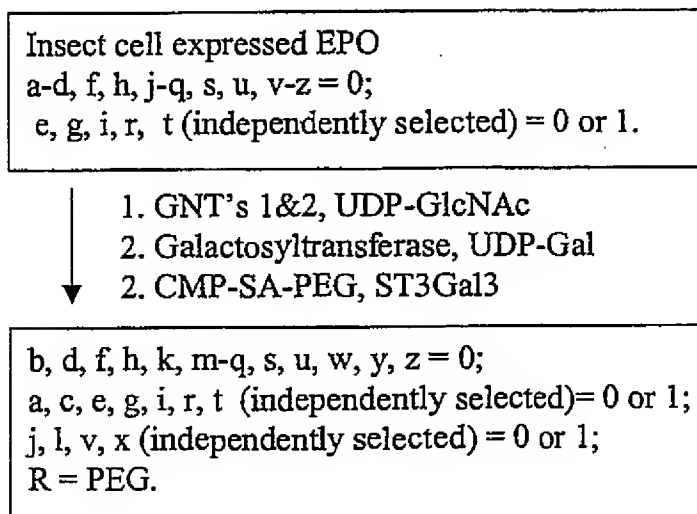 Insect cell expressed EPO
a-d, f, h, j-q, s, u, v-z = 0;
e, g, i, r, t (independently selected) = 0 or 1.
1. GNT's 1&2, UDP-GlcNAc
2. Galactosyltransferase, UDP-Gal
2. CMP-SA-PEG, ST3Gal3
b, d, f, h, k, m-q, s, u, w, y, z = 0;
a, c, e, g, i, r, t (independently selected)= 0 or 1;
j, l, v, x (independently selected) = 0 or 1;
R = PEG.